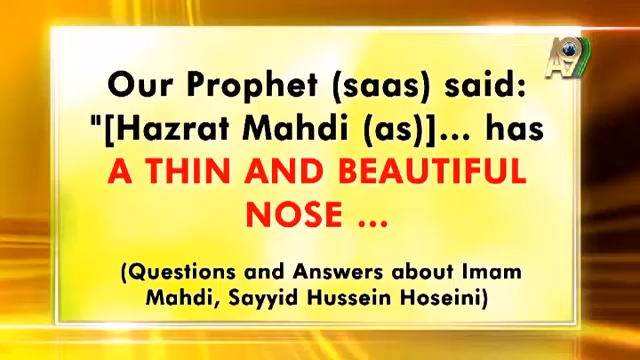 A9
Our Prophet (saas) said:
"[Hazrat Mahdi (as)]... has
A THIN AND BEAUTIFUL
NOSE ...
(Questions and Answers about Imam
Mahdi, Sayyid Hussein Hoseini)